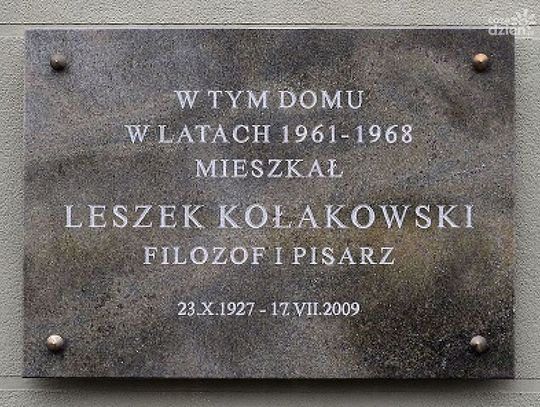 W TYM DOMU
W LATACH 1961-1968
MIESZKAŁ
LESZEK KOŁAKOWSKI
FILOZOF I PISARZ
23.X.1927 - 17.VII.2009